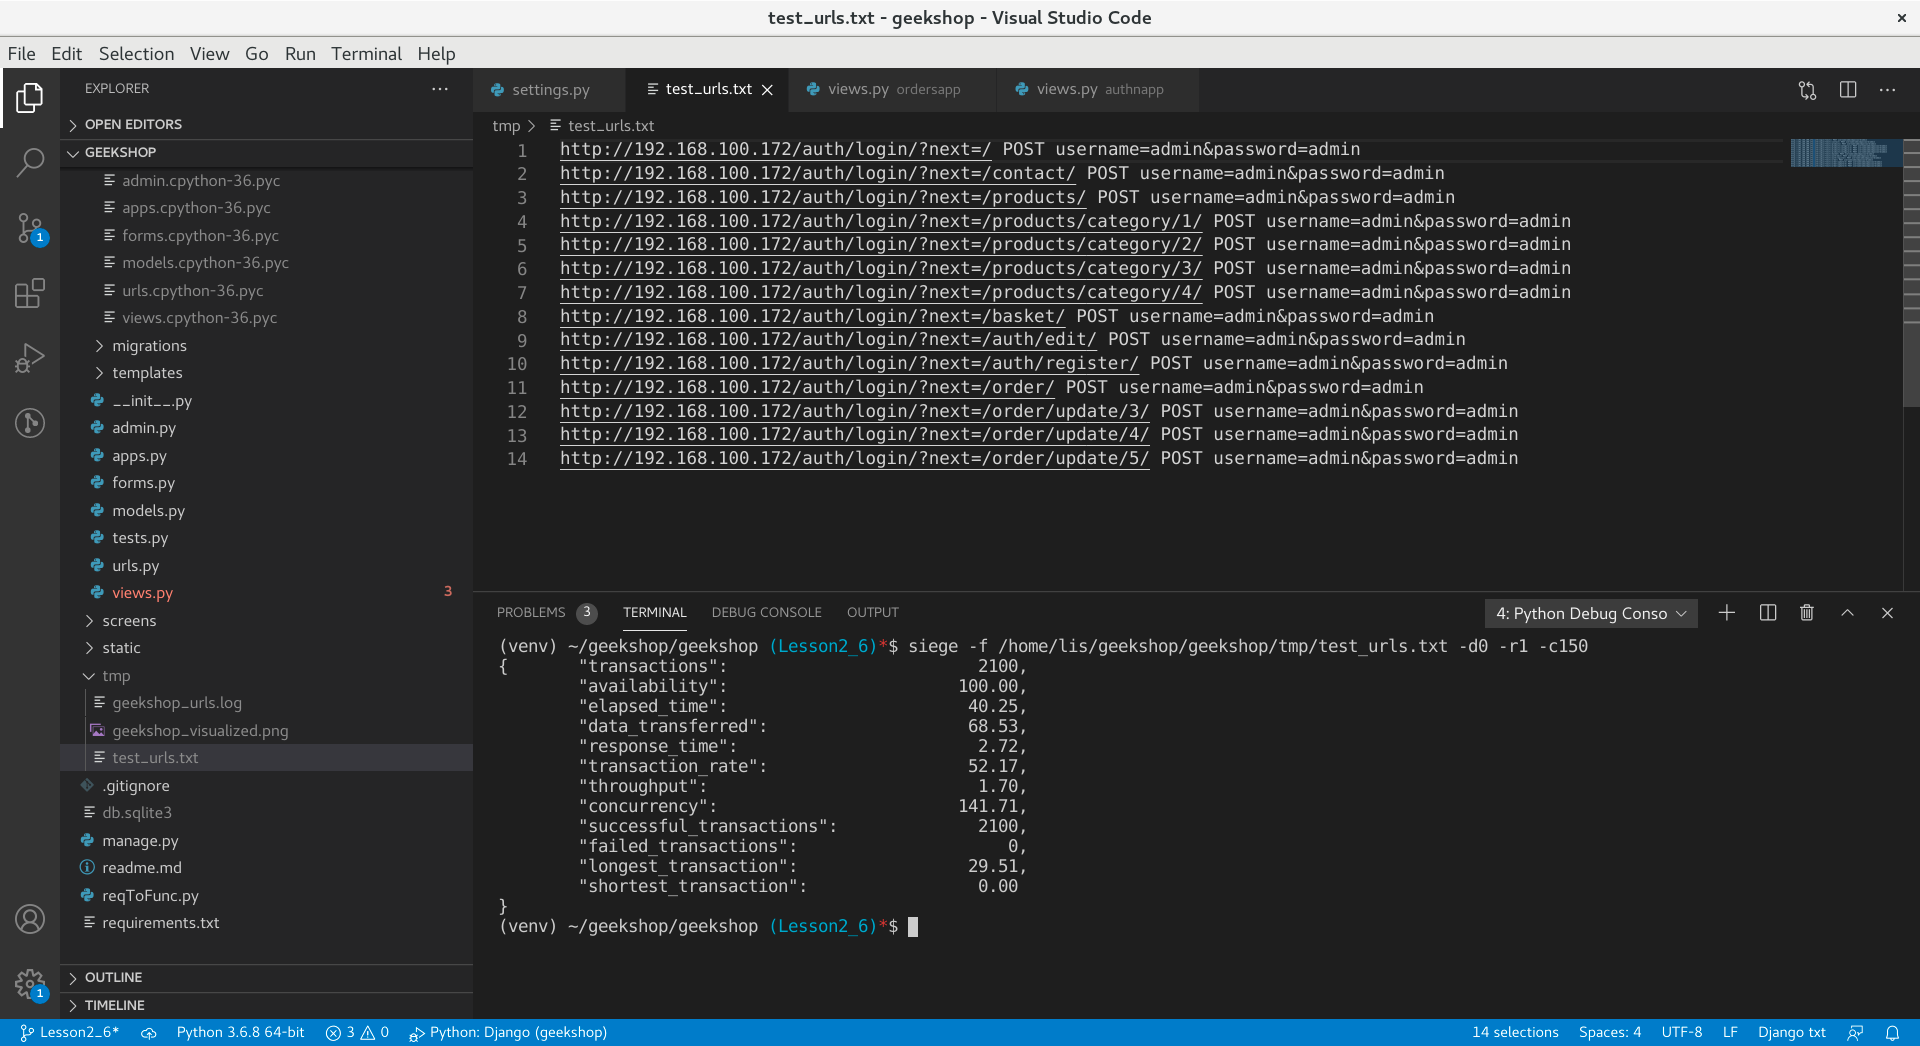 test_urls.txt - geekshop - Visual Studio Code
File Edit Selection View Go Run Terminal Help
EXPLORER
OPEN EDITORS
GEEKSHOP
admin.cpython-36.pyc
apps.cpython-36.pyc
forms.cpython-36.pyc
models.cpython-36.pyc
urls.cpython-36.pyc
views.cpython-36.pyc
migrations
templates
__init__.py
admin.py
apps.py
forms.py
models.py
tests.py
urls.py
views.py 3
screens
static
tmp
geekshop_urls.log
geekshop_visualized.png
test_urls.txt
.gitignore
db.sqlite3
manage.py
readme.md
reqToFunc.py
requirements.txt
OUTLINE
TIMELINE
1
1
settings.py test_urls.txt views.py ordersapp views.py authnapp
tmp > test_urls.txt
1 http://192.168.100.172/auth/login/?next=/ POST username=admin&password=admin
2 http://192.168.100.172/auth/login/?next=/contact/ POST username=admin&password=admin
3 http://192.168.100.172/auth/login/?next=/products/ POST username=admin&password=admin
4 http://192.168.100.172/auth/login/?next=/products/category/1/ POST username=admin&password=admin
5 http://192.168.100.172/auth/login/?next=/products/category/2/ POST username=admin&password=admin
6 http://192.168.100.172/auth/login/?next=/products/category/3/ POST username=admin&password=admin
7 http://192.168.100.172/auth/login/?next=/products/category/4/ POST username=admin&password=admin
8 http://192.168.100.172/auth/login/?next=/basket/ POST username=admin&password=admin
9 http://192.168.100.172/auth/login/?next=/auth/edit/ POST username=admin&password=admin
10 http://192.168.100.172/auth/login/?next=/auth/register/ POST username=admin&password=admin
11 http://192.168.100.172/auth/login/?next=/order/ POST username=admin&password=admin
12 http://192.168.100.172/auth/login/?next=/order/update/3/ POST username=admin&password=admin
13 http://192.168.100.172/auth/login/?next=/order/update/4/ POST username=admin&password=admin
14 http://192.168.100.172/auth/login/?next=/order/update/5/ POST username=admin&password=admin
PROBLEMS 3 TERMINAL DEBUG CONSOLE OUTPUT 4: Python Debug Conso
(venv) ~/geekshop/geekshop (Lesson2_6)*$ siege -f /home/lis/geekshop/geekshop/tmp/test_urls.txt -d0 -r1 -c150
{ "transactions": 2100,
"availability": 100.00,
"elapsed_time": 40.25,
"data_transferred": 68.53,
"response_time": 2.72,
"transaction_rate": 52.17,
"throughput": 1.70,
"concurrency": 141.71,
"successful_transactions": 2100,
"failed_transactions": 0,
"longest_transaction": 29.51,
"shortest_transaction": 0.00
}
(venv) ~/geekshop/geekshop (Lesson2_6)*$
Lesson2_6* Python 3.6.8 64-bit 3 0 Python: Django (geekshop) 14 selections Spaces: 4 UTF-8 LF Django txt